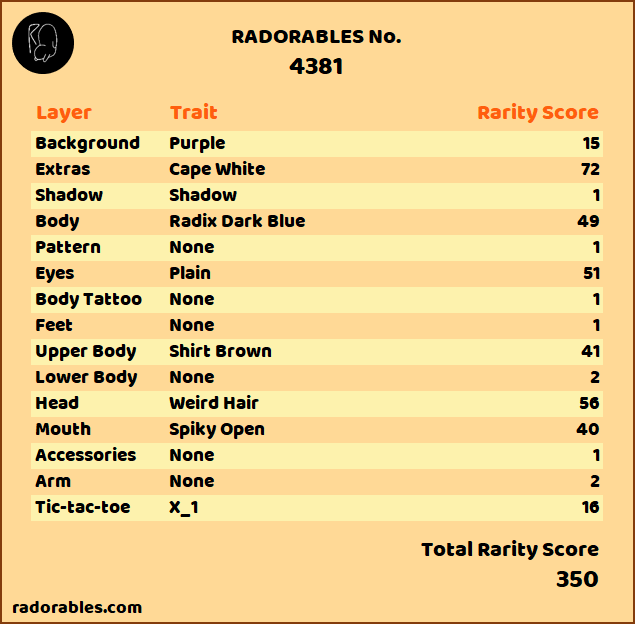 RADORABLES No.
4381
Layer Trait Rarity Score
Background Purple 15
Extras Cape White 72
Shadow Shadow 1
Body Radix Dark Blue 49
Pattern None 1
Eyes Plain 51
Body Tattoo None 1
Feet None 1
Upper Body Shirt Brown 41
Lower Body None 2
Head Weird Hair 56
Mouth Spiky Open 40
Accessories None 1
Arm None 2
Tic-tac-toe X_1 16
Total Rarity Score
350
radorables.com